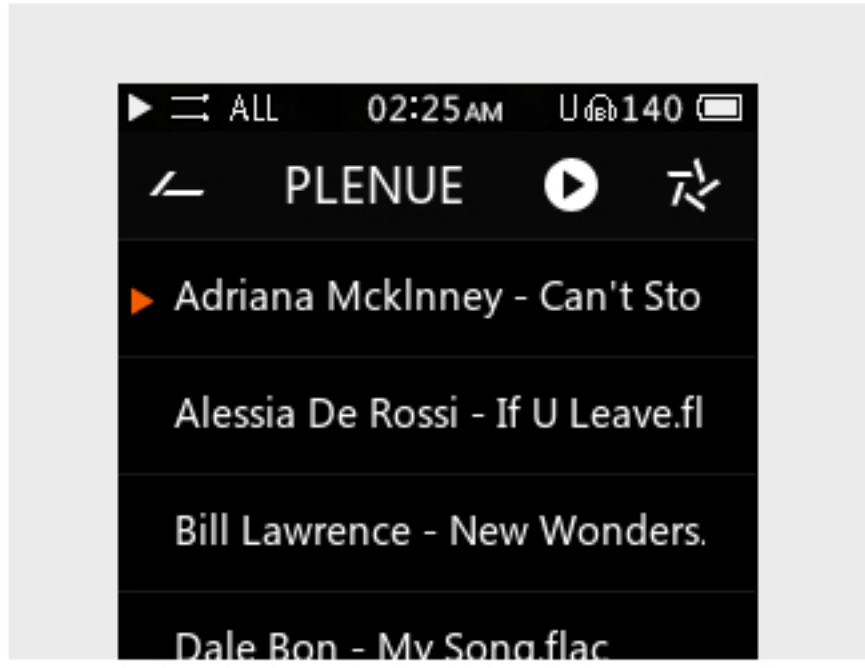 ALL 02:25AM U dB 140
PLENUE
Adriana McKlnney - Can't Sto
Alessia De Rossi - If U Leave.fl
Bill Lawrence - New Wonders.
Dale Bon - My Song.flac